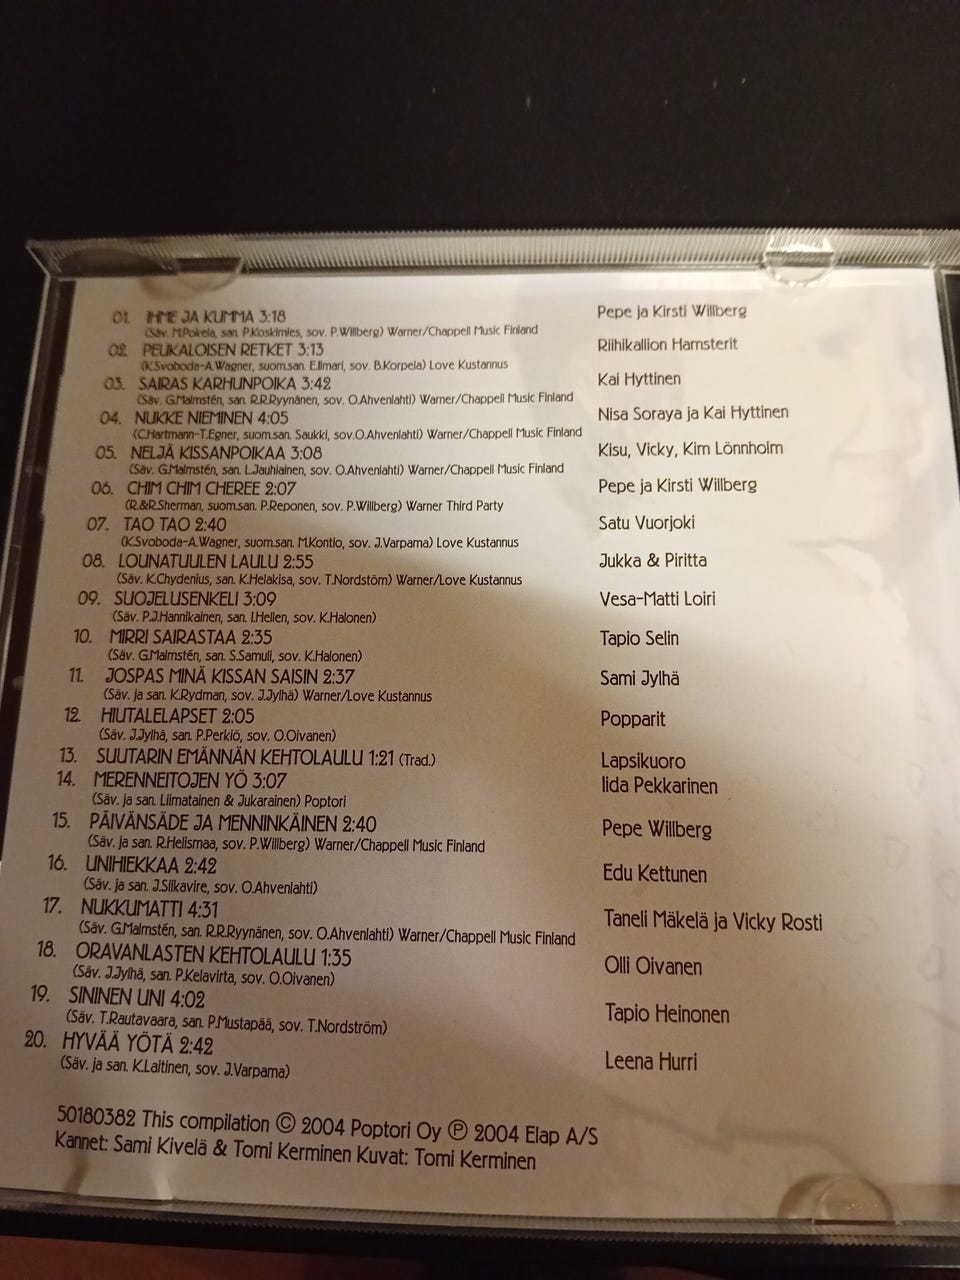 01. IHME JA KUMMA 3:18 Pepe ja Kirsti Willberg
(Säv. M.Pokela, san. P.Koskimies, sov. P.Willberg) Warner/Chappell Music Finland
02. PEUKALOISEN RETKET 3:13 Riihikallion Hamsterit
(K.Svoboda-A.Wagner, suom.san. E.Ilmari, sov. B.Korpela) Love Kustannus
03. SAIRAS KARHUNPOIKA 3:42 Kai Hyttinen
(Säv. G.Malmstén, san. R.R.Ryynänen, sov. O.Ahvenlahti) Warner/Chappell Music Finland
04. NUKKE NIEMINEN 4:05 Nisa Soraya ja Kai Hyttinen
(C.Hartmann-T.Egner, suom.san. Saukki, sov.O.Ahvenlahti) Warner/Chappell Music Finland
05. NELJÄ KISSANPOIKAA 3:08 Kisu, Vicky, Kim Lönnholm
(Säv. G.Malmstén, san. L.Jauhiainen, sov. O.Ahvenlahti) Warner/Chappell Music Finland
06. CHIM CHIM CHEREE 2:07 Pepe ja Kirsti Willberg
(R.&R.Sherman, suom.san. P.Reponen, sov. P.Willberg) Warner Third Party
07. TAO TAO 2:40 Satu Vuorjoki
(K.Svoboda-A.Wagner, suom.san. M.Kontio, sov. J.Varpama) Love Kustannus
08. LOUNATUULEN LAULU 2:55 Jukka & Piritta
(Säv. K.Chydenius, san. K.Helakisa, sov. T.Nordstöm) Warner/Love Kustannus
09. SUOJELUSENKELI 3:09 Vesa-Matti Loiri
(Säv. P.J.Hannikainen, san. I.Hellen, sov. K.Halonen)
10. MIRRI SAIRASTAA 2:35 Tapio Selin
(Säv. G.Malmstén, san. S.Samuli, sov. K.Halonen)
11. JOSPAS MINÄ KISSAN SAISIN 2:37 Sami Jylhä
(Säv. ja san. K.Rydman, sov. J.Jylhä) Warner/Love Kustannus
12. HIUTALELAPSET 2:05 Popparit
(Säv. J.Jylhä, san. P.Perkiö, sov. O.Oivanen)
13. SUUTARIN EMÄNNÄN KEHTOLAULU 1:21 (Trad.) Lapsikuoro
14. MERENNEITOJEN YÖ 3:07 Iida Pekkarinen
(Säv. ja san. Liimatainen & Jukarainen) Poptori
15. PÄIVÄNSÄDE JA MENNINKÄINEN 2:40 Pepe Willberg
(Säv. ja san. R.Helismaa, sov. P.Willberg) Warner/Chappell Music Finland
16. UNIHIEKKAA 2:42 Edu Kettunen
(Säv. ja san. J.Siikavire, sov. O.Ahvenlahti)
17. NUKKUMATTI 4:31 Taneli Mäkelä ja Vicky Rosti
(Säv. G.Malmstén, san. R.R.Ryynänen, sov. O.Ahvenlahti) Warner/Chappell Music Finland
18. ORAVANLASTEN KEHTOLAULU 1:35 Olli Oivanen
(Säv. J.Jylhä, san. P.Kelavirta, sov. O.Oivanen)
19. SININEN UNI 4:02 Tapio Heinonen
(Säv. T.Rautavaara, san. P.Mustapää, sov. T.Nordström)
20. HYVÄÄ YÖTÄ 2:42 Leena Hurri
(Säv. ja san. K.Laitinen, sov. J.Varpama)
50180382 This compilation © 2004 Poptori Oy ℗ 2004 Elap A/S
Kannet: Sami Kivelä & Tomi Kerminen Kuvat: Tomi Kerminen